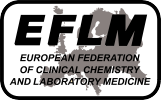 EFLM
EUROPEAN FEDERATION
OF CLINICAL CHEMISTRY
AND LABORATORY MEDICINE